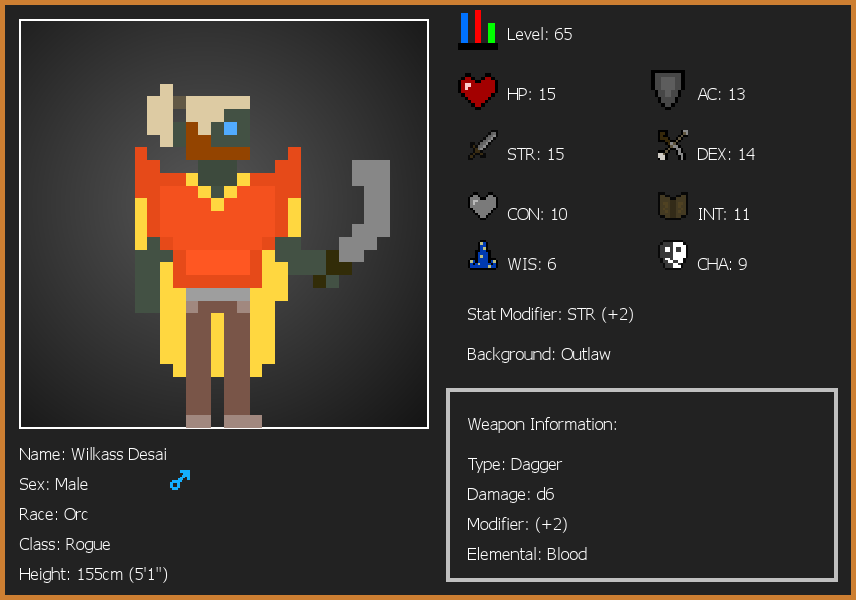 Level: 65
HP: 15
AC: 13
STR: 15
DEX: 14
CON: 10
INT: 11
WIS: 6
CHA: 9
Stat Modifier: STR (+2)
Background: Outlaw
Weapon Information:
Type: Dagger
Damage: d6
Modifier: (+2)
Elemental: Blood
Name: Wilkass Desai
Sex: Male
Race: Orc
Class: Rogue
Height: 155cm (5'1")